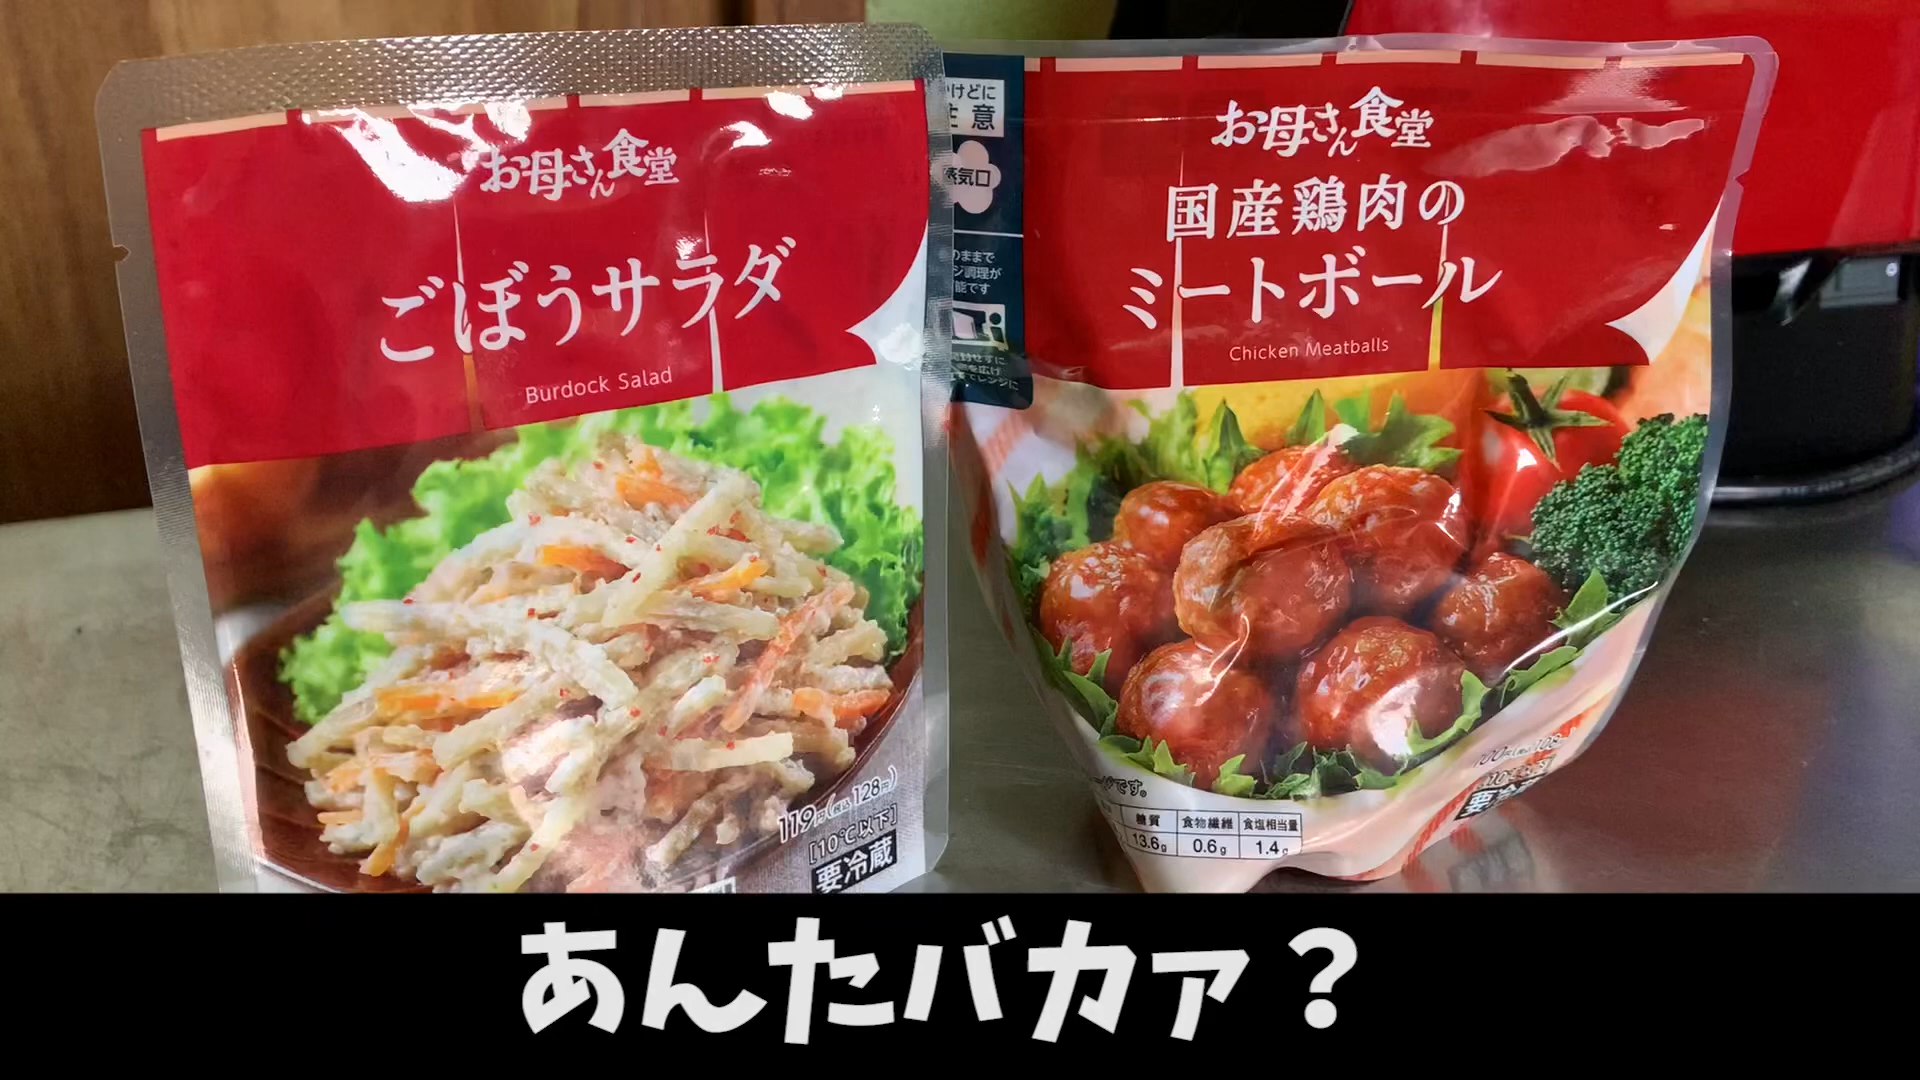 お母さん食堂
ごぼうサラダ
Burdock Salad
119円(税込128円)
[10℃以下]
要冷蔵
注意
蒸気口
お母さん食堂
国産鶏肉の
ミートボール
Chicken Meatballs
糖質 食物繊維 食塩相当量
13.6g 0.6g 1.4g
要冷
あんたバカァ？